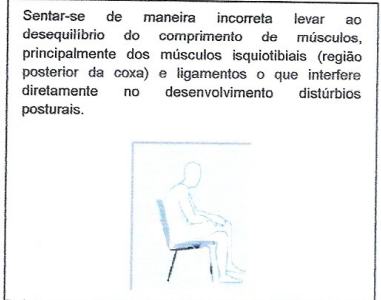 Sentar-se de maneira incorreta levar ao
desequilíbrio do comprimento de músculos,
principalmente dos músculos isquiotibiais (região
posterior da coxa) e ligamentos o que interfere
diretamente no desenvolvimento distúrbios
posturais.